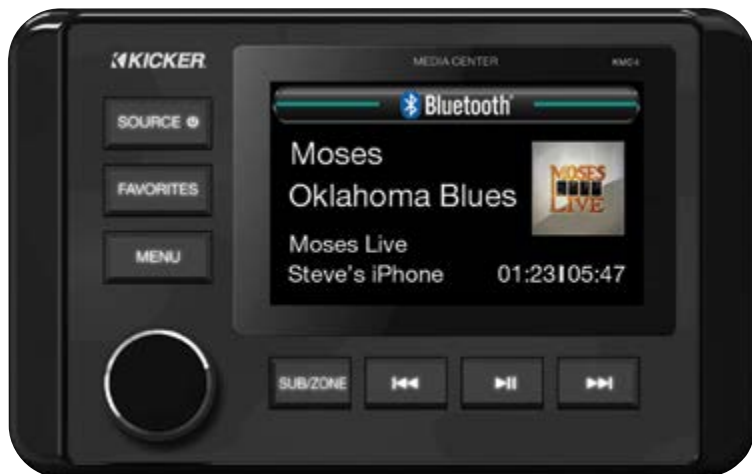 KICKER
MEDIA CENTER
KMC4
SOURCE
FAVORITES
MENU
Bluetooth®
Moses
Oklahoma Blues
Moses Live
Steve's iPhone
01:23|05:47
MOSES
LIVE
SUB/ZONE